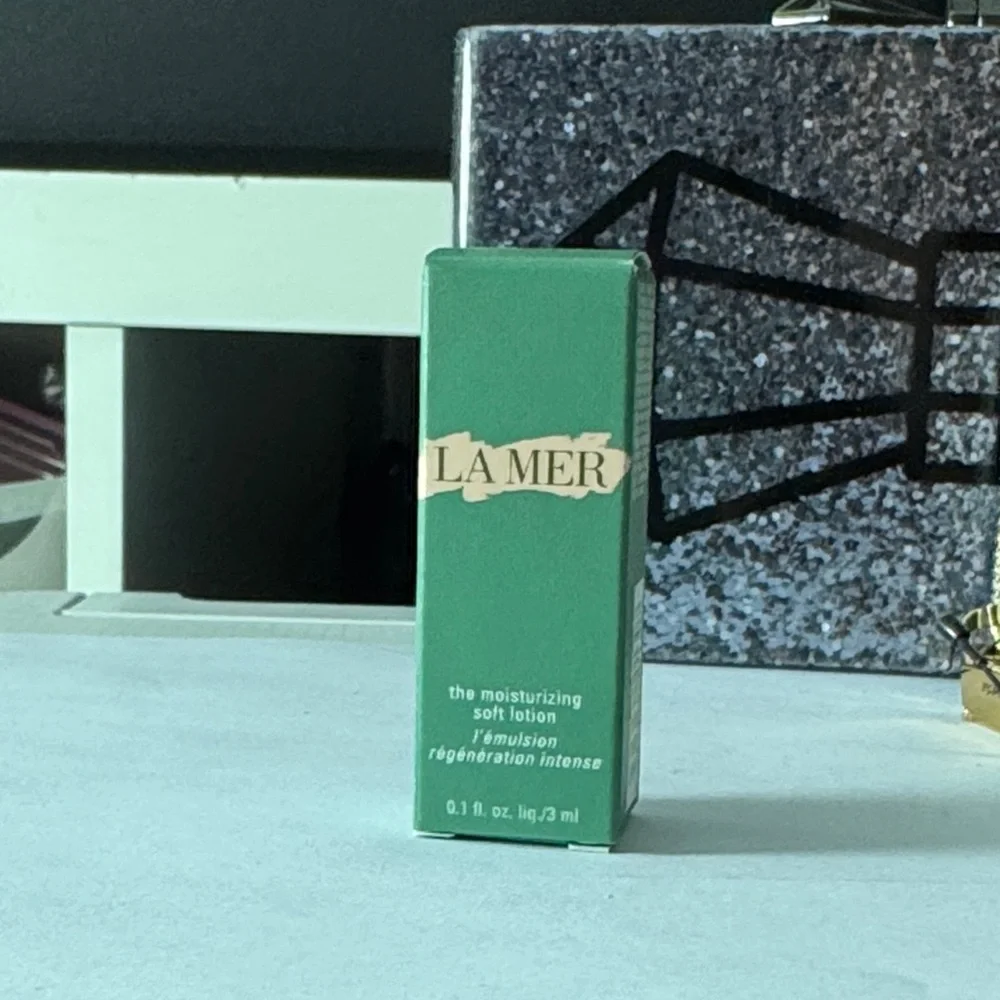 LA MER
the moisturizing
soft lotion
l'émulsion
régénération intense
0.1 fl. oz. liq./3 ml